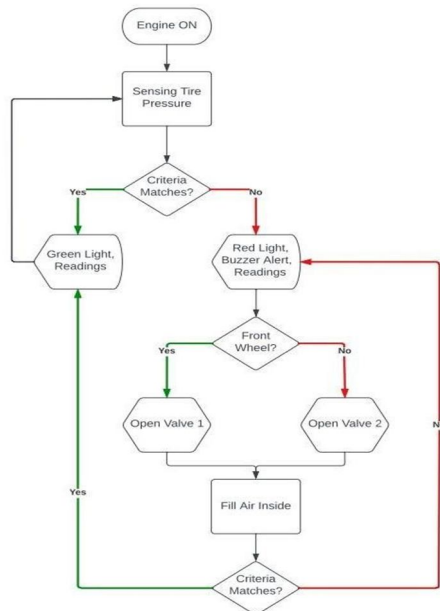 Engine ON
Sensing Tire
Pressure
Criteria
Matches?
Yes
No
Green Light,
Readings
Red Light,
Buzzer Alert,
Readings
Front
Wheel?
Yes
No
Open Valve 1
Open Valve 2
N
Yes
Fill Air Inside
Criteria
Matches?